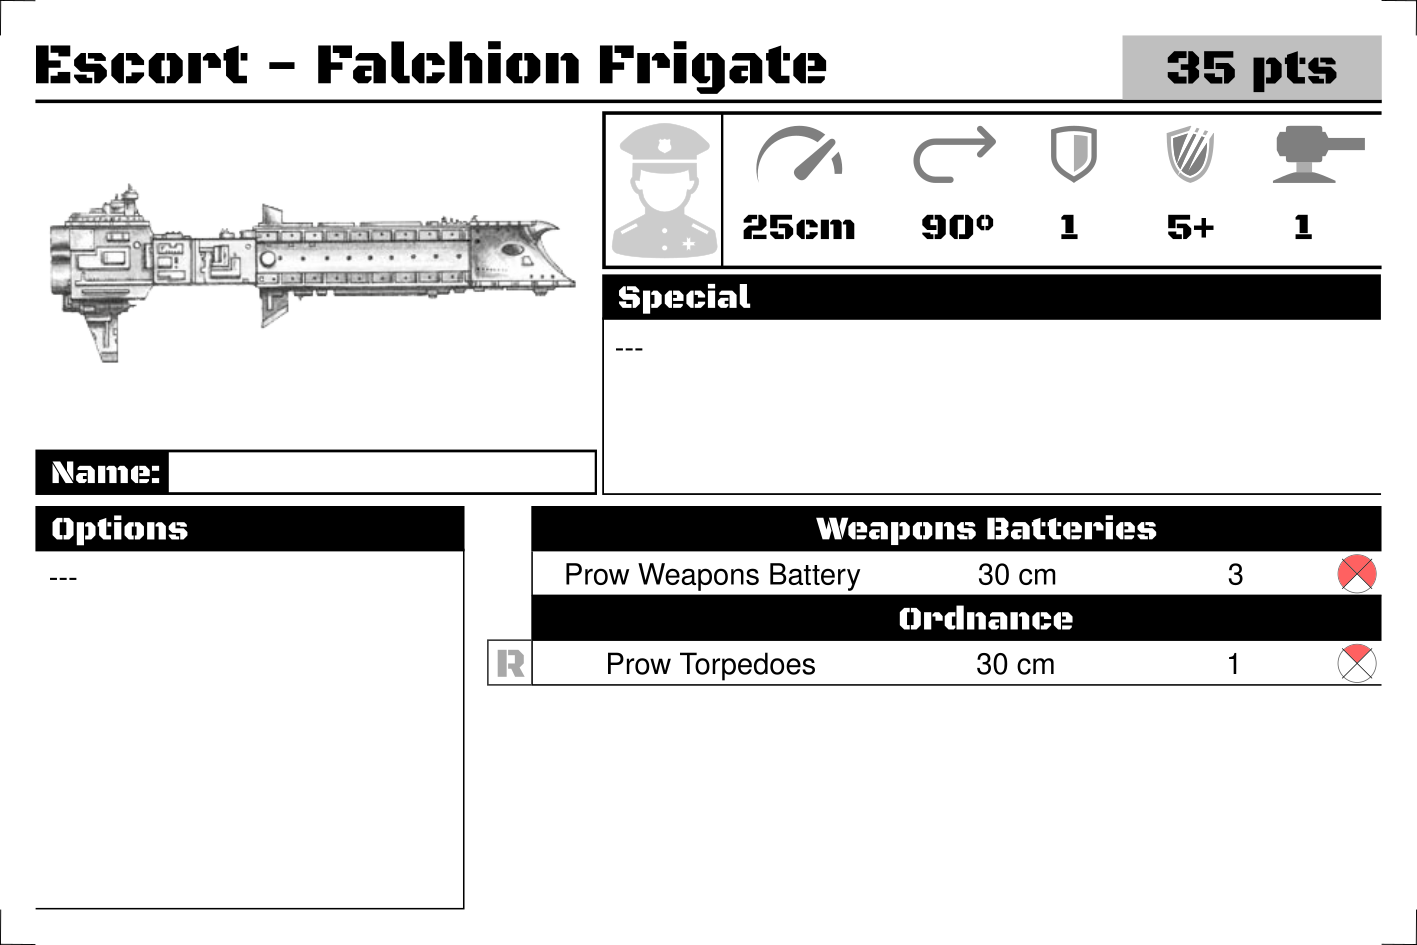 Escort - Falchion Frigate
35 pts
25cm 90º 1 5+ 1
Special
---
Name:
Options
---
Weapons Batteries
Prow Weapons Battery 30 cm 3
Ordnance
R Prow Torpedoes 30 cm 1